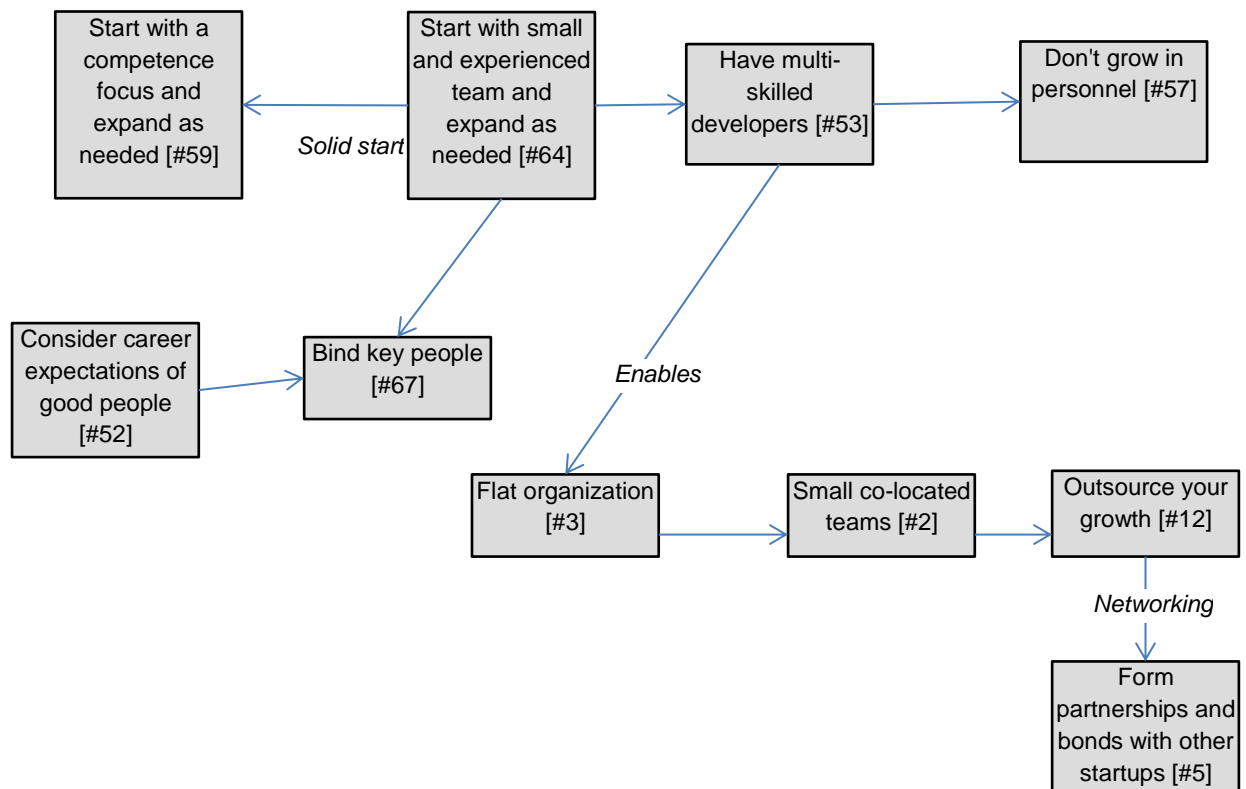 Start with a
competence
focus and
expand as
needed [#59]
Solid start
Start with small
and experienced
team and
expand as
needed [#64]
Have multi-
skilled
developers [#53]
Don't grow in
personnel [#57]
Consider career
expectations of
good people
[#52]
Bind key people
[#67]
Enables
Flat organization
[#3]
Small co-located
teams [#2]
Outsource your
growth [#12]
Networking
Form
partnerships and
bonds with other
startups [#5]